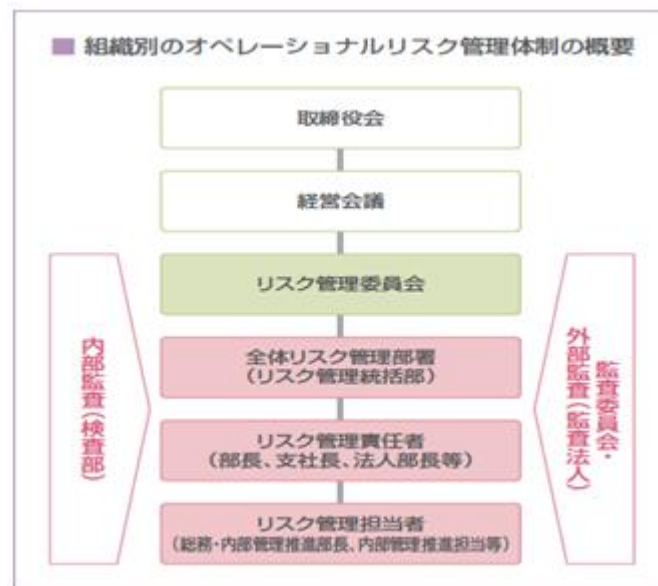 ■ 組織別のオペレーショナルリスク管理体制の概要
取締役会
経営会議
リスク管理委員会
全体リスク管理部署
(リスク管理統括部)
リスク管理責任者
(部長、支社長、法人部長等)
リスク管理担当者
(総務・内部管理推進部長、内部管理推進担当等)
内部監査(検査部)
監査委員会・
外部監査(監査法人)